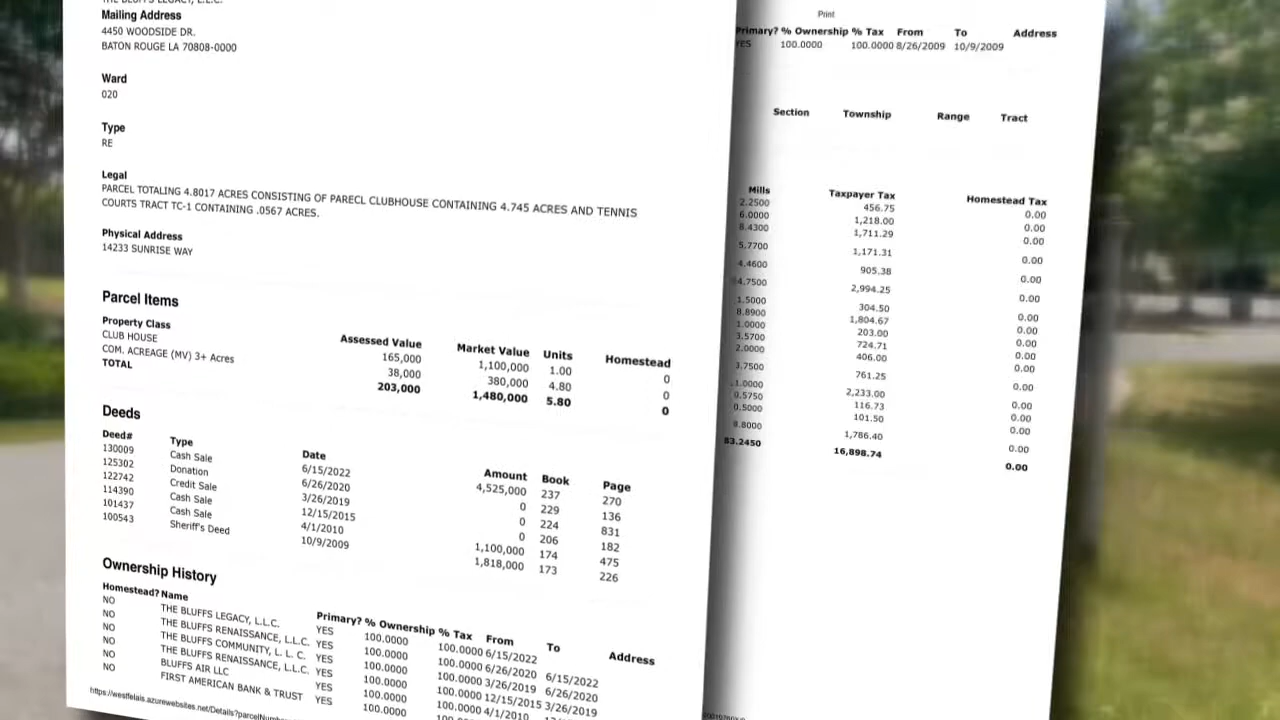 THE BLUFFS LEGACY, L.L.C.
Mailing Address
4450 WOODSIDE DR.
BATON ROUGE LA 70808-0000
Ward
020
Type
RE
Legal
PARCEL TOTALING 4.8017 ACRES CONSISTING OF PARECL CLUBHOUSE CONTAINING 4.745 ACRES AND TENNIS
COURTS TRACT TC-1 CONTAINING .0567 ACRES.
Physical Address
14233 SUNRISE WAY
Parcel Items
Property Class Assessed Value Market Value Units Homestead
CLUB HOUSE 165,000 1,100,000 1.00 0
COM. ACREAGE (MV) 3+ Acres 38,000 380,000 4.80 0
TOTAL 203,000 1,480,000 5.80 0
Deeds
Deed# Type Date Amount Book Page
130009 Cash Sale 6/15/2022 4,525,000 237 270
125302 Donation 6/26/2020 0 229 136
122742 Credit Sale 3/26/2019 0 224 831
114390 Cash Sale 12/15/2015 0 206 182
101437 Cash Sale 4/1/2010 1,100,000 174 475
100543 Sheriff's Deed 10/9/2009 1,818,000 173 226
Ownership History
Homestead? Name Primary? % Ownership % Tax From To Address
NO THE BLUFFS LEGACY, L.L.C. YES 100.0000 100.0000 6/15/2022
NO THE BLUFFS RENAISSANCE, L.L.C. YES 100.0000 100.0000 6/26/2020 6/15/2022
NO THE BLUFFS COMMUNITY, L. L. C. YES 100.0000 100.0000 3/26/2019 6/26/2020
NO THE BLUFFS RENAISSANCE, L.L.C. YES 100.0000 100.0000 12/15/2015 3/26/2019
NO BLUFFS AIR LLC YES 100.0000 100.0000 4/1/2010
NO FIRST AMERICAN BANK & TRUST YES 100.0000
Print
Primary? % Ownership % Tax From To Address
YES 100.0000 100.0000 8/26/2009 10/9/2009
Section Township Range Tract
Mills Taxpayer Tax Homestead Tax
2.2500 456.75 0.00
6.0000 1,218.00 0.00
8.4300 1,711.29 0.00
5.7700 1,171.31 0.00
4.4600 905.38 0.00
4.7500 2,994.25 0.00
1.5000 304.50 0.00
8.8900 1,804.67 0.00
1.0000 203.00 0.00
3.5700 724.71 0.00
2.0000 406.00 0.00
3.7500 761.25 0.00
1.0000 2,233.00 0.00
0.5750 116.73 0.00
0.5000 101.50 0.00
8.8000 1,786.40 0.00
83.2450 16,898.74 0.00